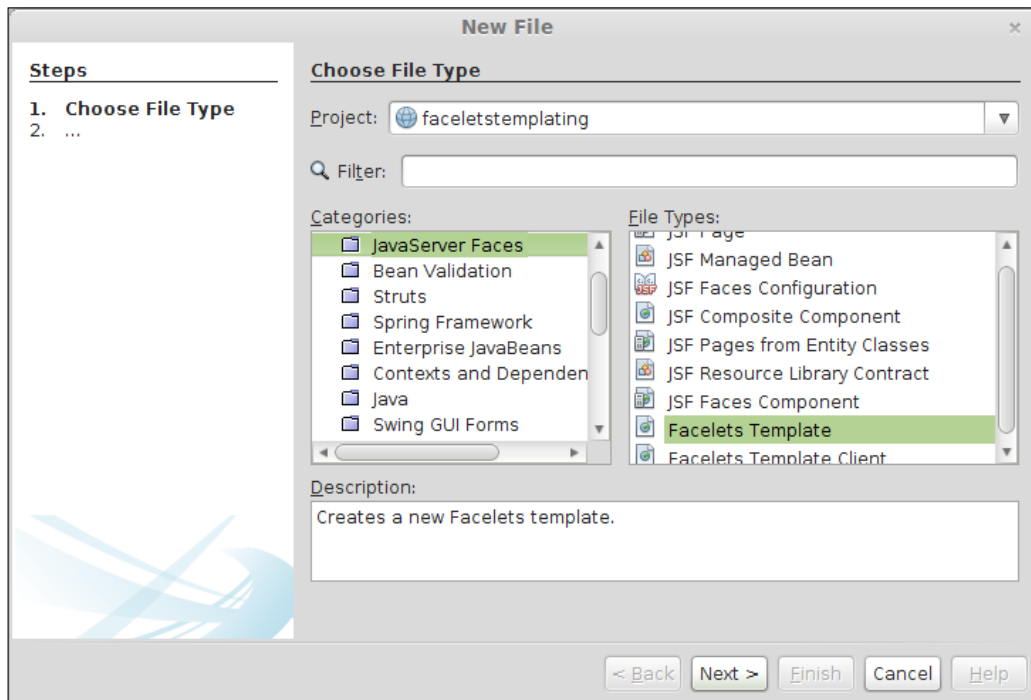 New File
Steps
1. Choose File Type
2. ...
Choose File Type
Project: faceletstemplating
Filter:
Categories:
JavaServer Faces
Bean Validation
Struts
Spring Framework
Enterprise JavaBeans
Contexts and Dependen
Java
Swing GUI Forms
File Types:
JSF Page
JSF Managed Bean
JSF Faces Configuration
JSF Composite Component
JSF Pages from Entity Classes
JSF Resource Library Contract
JSF Faces Component
Facelets Template
Facelets Template Client
Description:
Creates a new Facelets template.
< Back Next > Finish Cancel Help